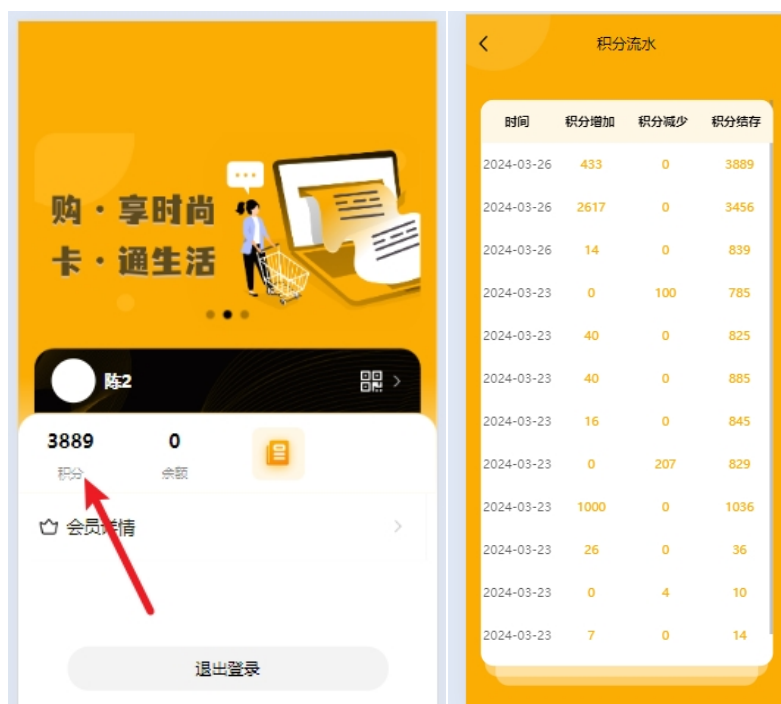 购·享时尚
卡·通生活
陈2
3889 0
积分 余额
会员详情
退出登录
积分流水
时间 积分增加 积分减少 积分结存
2024-03-26 433 0 3889
2024-03-26 2617 0 3456
2024-03-26 14 0 839
2024-03-23 0 100 785
2024-03-23 40 0 825
2024-03-23 40 0 885
2024-03-23 16 0 845
2024-03-23 0 207 829
2024-03-23 1000 0 1036
2024-03-23 26 0 36
2024-03-23 0 4 10
2024-03-23 7 0 14